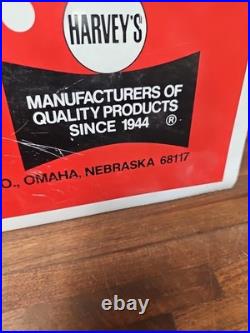 HARVEY'S
MANUFACTURERS OF
QUALITY PRODUCTS
SINCE 1944 ®
O., OMAHA, NEBRASKA 68117